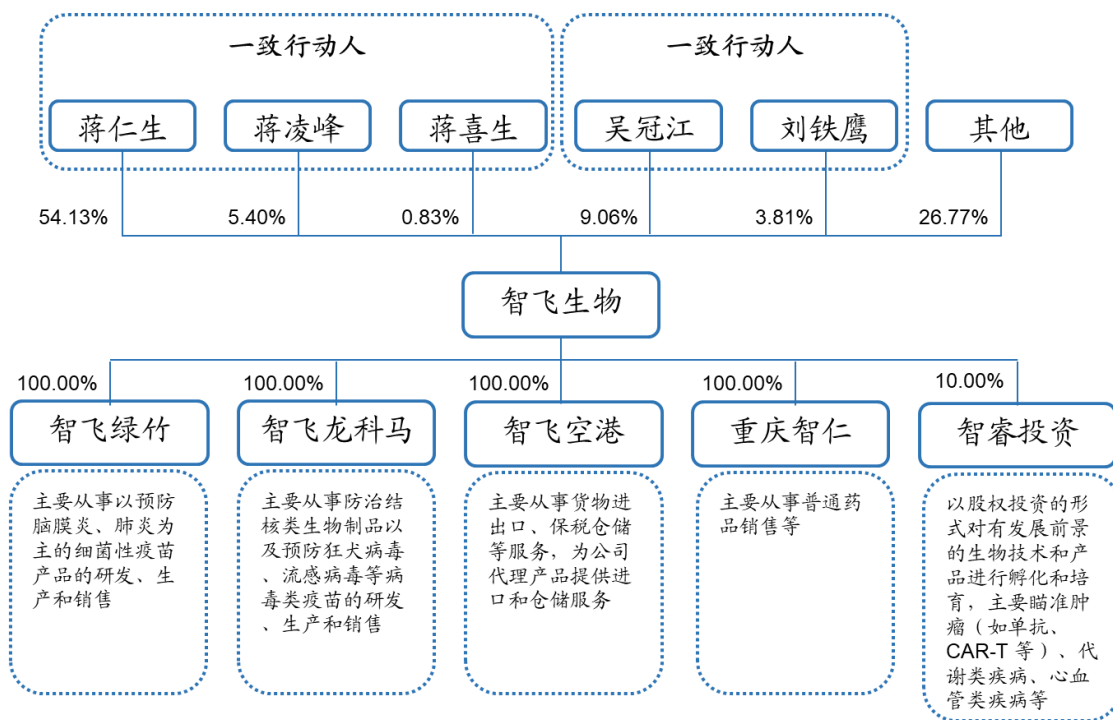 一致行动人
一致行动人
蒋仁生
蒋凌峰
蒋喜生
吴冠江
刘铁鹰
其他
54.13%
5.40%
0.83%
9.06%
3.81%
26.77%
智飞生物
100.00%
100.00%
100.00%
100.00%
10.00%
智飞绿竹
智飞龙科马
智飞空港
重庆智仁
智睿投资
主要从事以预防
脑膜炎、肺炎为
主的细菌性疫苗
产品的研发、生
产和销售
主要从事防治结
核类生物制品以
及预防狂犬病毒
、流感病毒等病
毒类疫苗的研发
、生产和销售
主要从事货物进
出口、保税仓储
等服务，为公司
代理产品提供进
口和仓储服务
主要从事普通药
品销售等
以股权投资的形
式对有发展前景
的生物技术和产
品进行孵化和培
育，主要瞄准肿
瘤（如单抗、
CAR-T 等）、代
谢类疾病、心血
管类疾病等